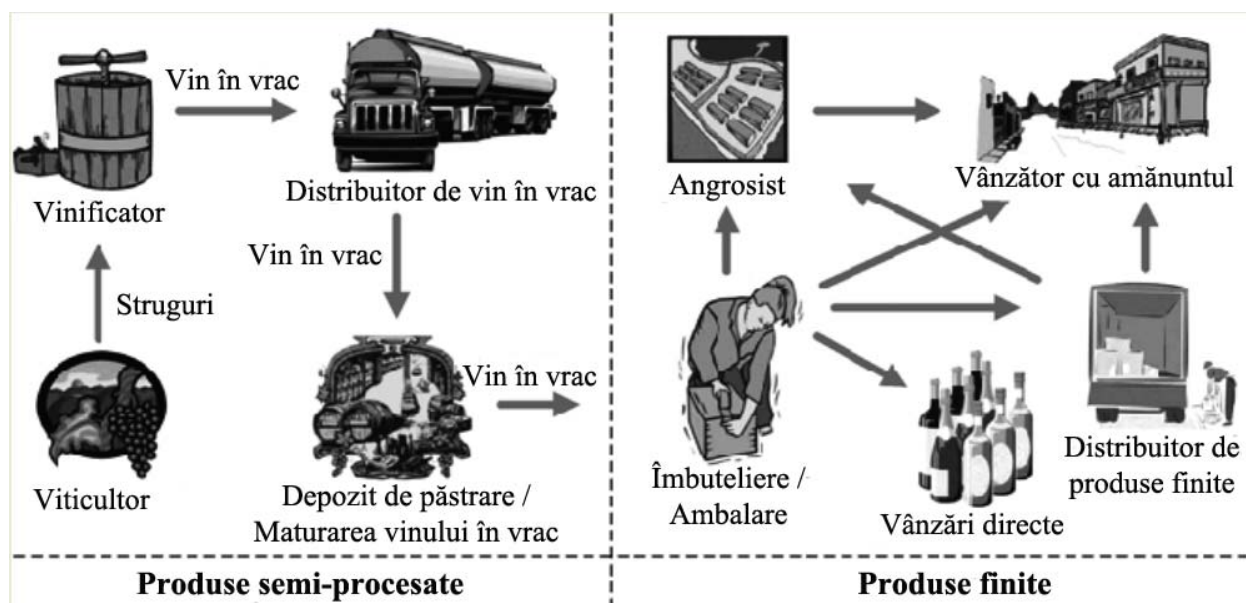 Vin în vrac
Vinificator
Distribuitor de vin în vrac
Vin în vrac
Struguri
Vin în vrac
Viticultor
Depozit de păstrare /
Maturarea vinului în vrac
Produse semi-procesate
Angrosist
Vânzător cu amănuntul
Îmbuteliere /
Ambalare
Vânzări directe
Distribuitor de
produse finite
Produse finite